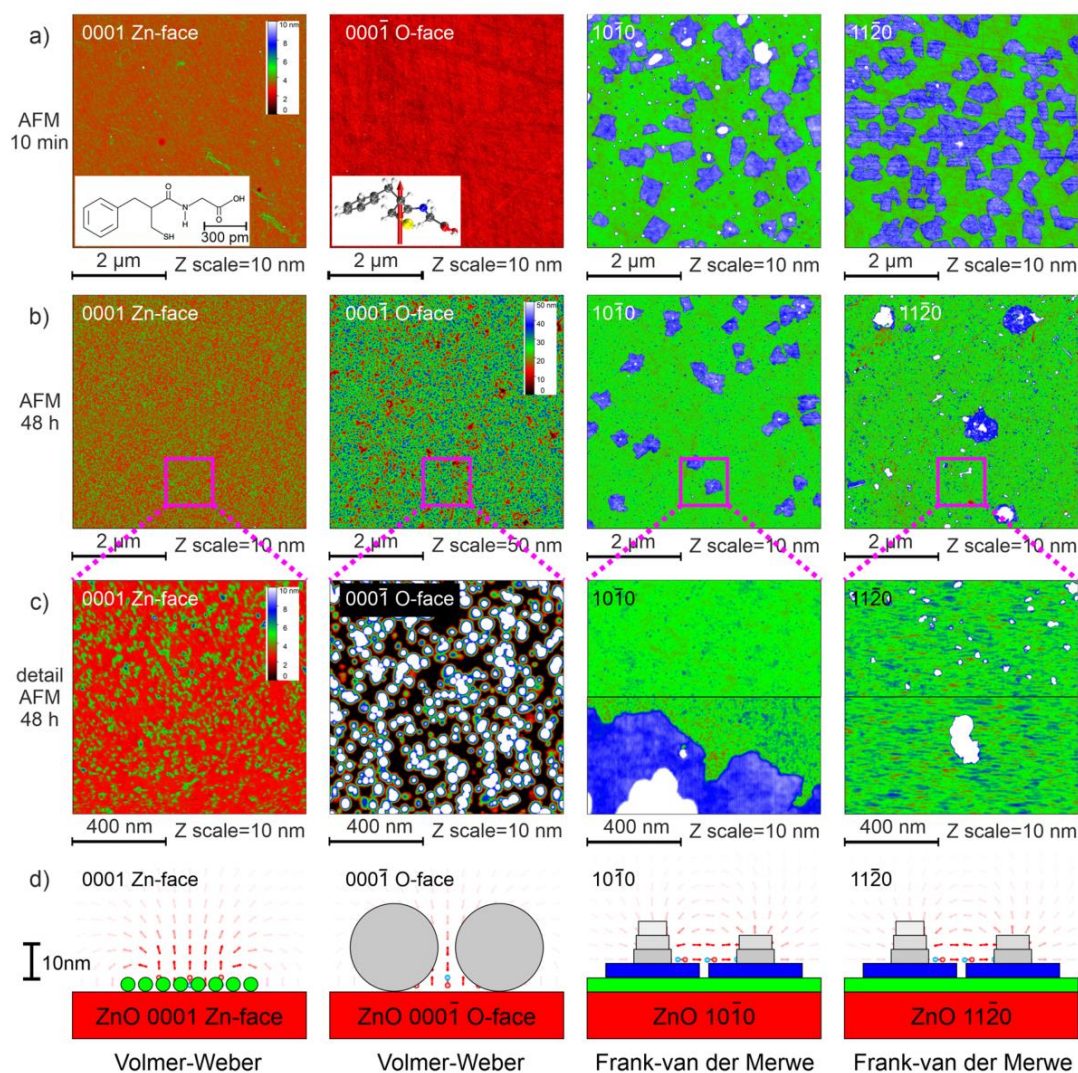 a)
AFM
10 min
0001 Zn-face
10 nm
8
6
4
2
0
O
O
OH
N
H
SH
300 pm
2 µm
Z scale=10 nm
0001̄ O-face
2 µm
Z scale=10 nm
101̄0
2 µm
Z scale=10 nm
112̄0
2 µm
Z scale=10 nm
b)
AFM
48 h
0001 Zn-face
2 µm
Z scale=10 nm
0001̄ O-face
50 nm
40
30
20
10
0
2 µm
Z scale=50 nm
101̄0
2 µm
Z scale=10 nm
112̄0
2 µm
Z scale=10 nm
c)
detail
AFM
48 h
0001 Zn-face
10 nm
8
6
4
2
0
400 nm
Z scale=10 nm
0001̄ O-face
400 nm
Z scale=10 nm
101̄0
400 nm
Z scale=10 nm
112̄0
400 nm
Z scale=10 nm
d)
10nm
0001 Zn-face
ZnO 0001 Zn-face
Volmer-Weber
0001̄ O-face
ZnO 0001̄ O-face
Volmer-Weber
101̄0
ZnO 101̄0
Frank-van der Merwe
112̄0
ZnO 112̄0
Frank-van der Merwe